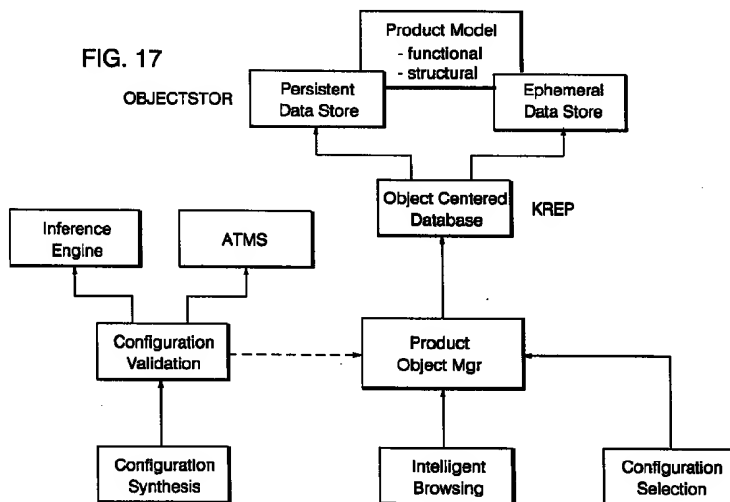 FIG. 17
Product Model
- functional
- structural
OBJECTSTOR
Persistent
Data Store
Ephemeral
Data Store
Object Centered
Database
KREP
Inference
Engine
ATMS
Configuration
Validation
Product
Object Mgr
Configuration
Synthesis
Intelligent
Browsing
Configuration
Selection